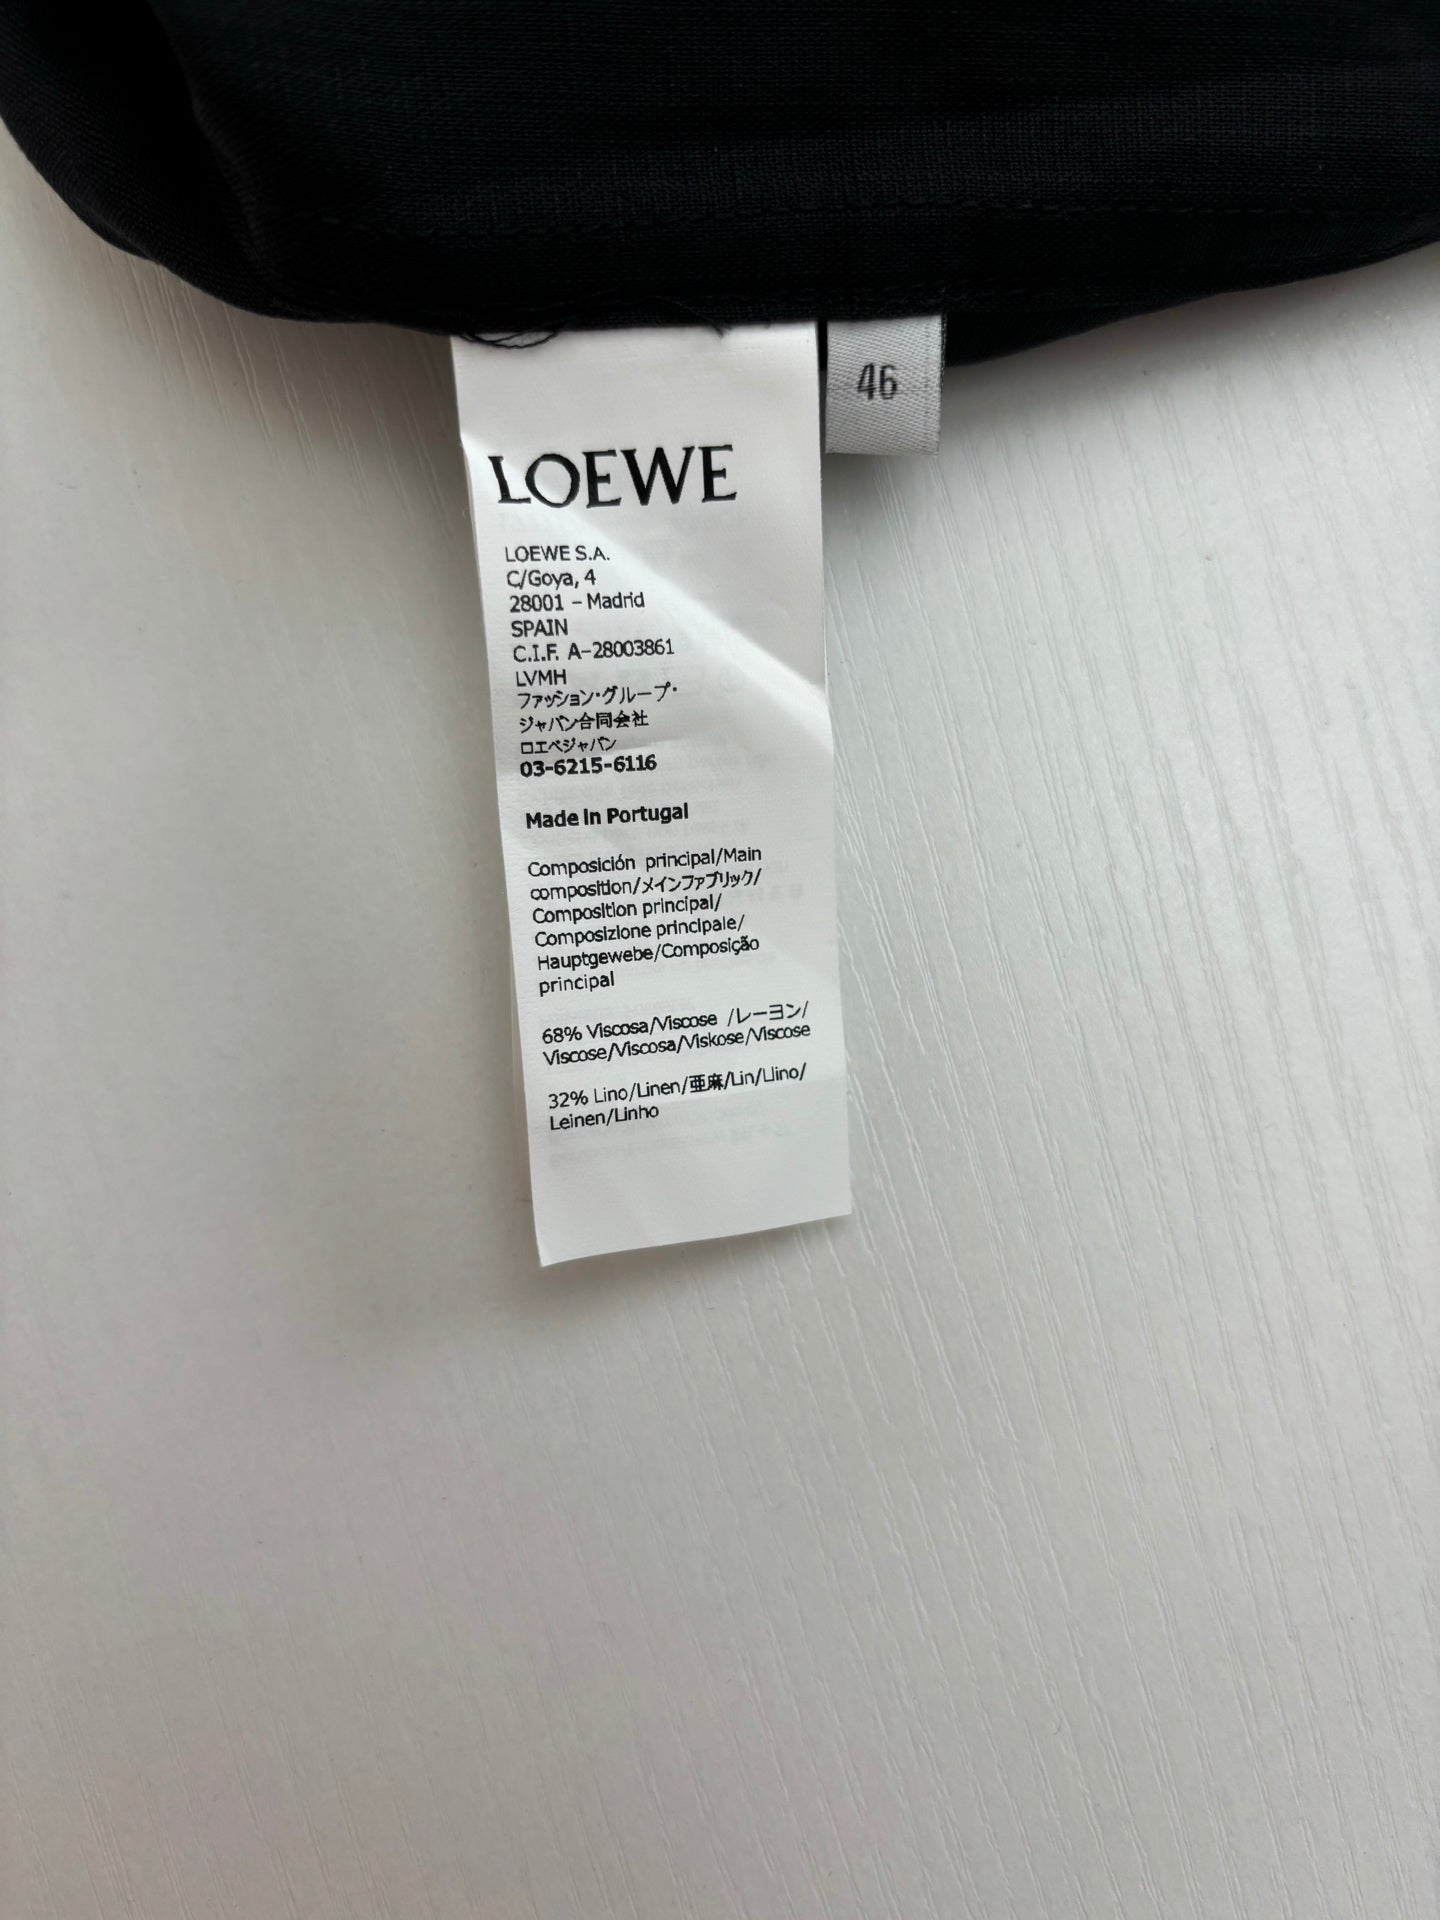 46
LOEWE
LOEWE S.A.
C/Goya, 4
28001 – Madrid
SPAIN
C.I.F. A-28003861
LVMH
ファッション・グループ・
ジャパン合同会社
ロエベジャパン
03-6215-6116
Made in Portugal
Composición principal/Main
composition/メインファブリック/
Composition principal/
Composizione principale/
Hauptgewebe/Composição
principal
68% Viscosa/Viscose /レーヨン/
Viscose/Viscosa/Viskose/Viscose
32% Lino/Linen/亜麻/Lin/Llino/
Leinen/Linho